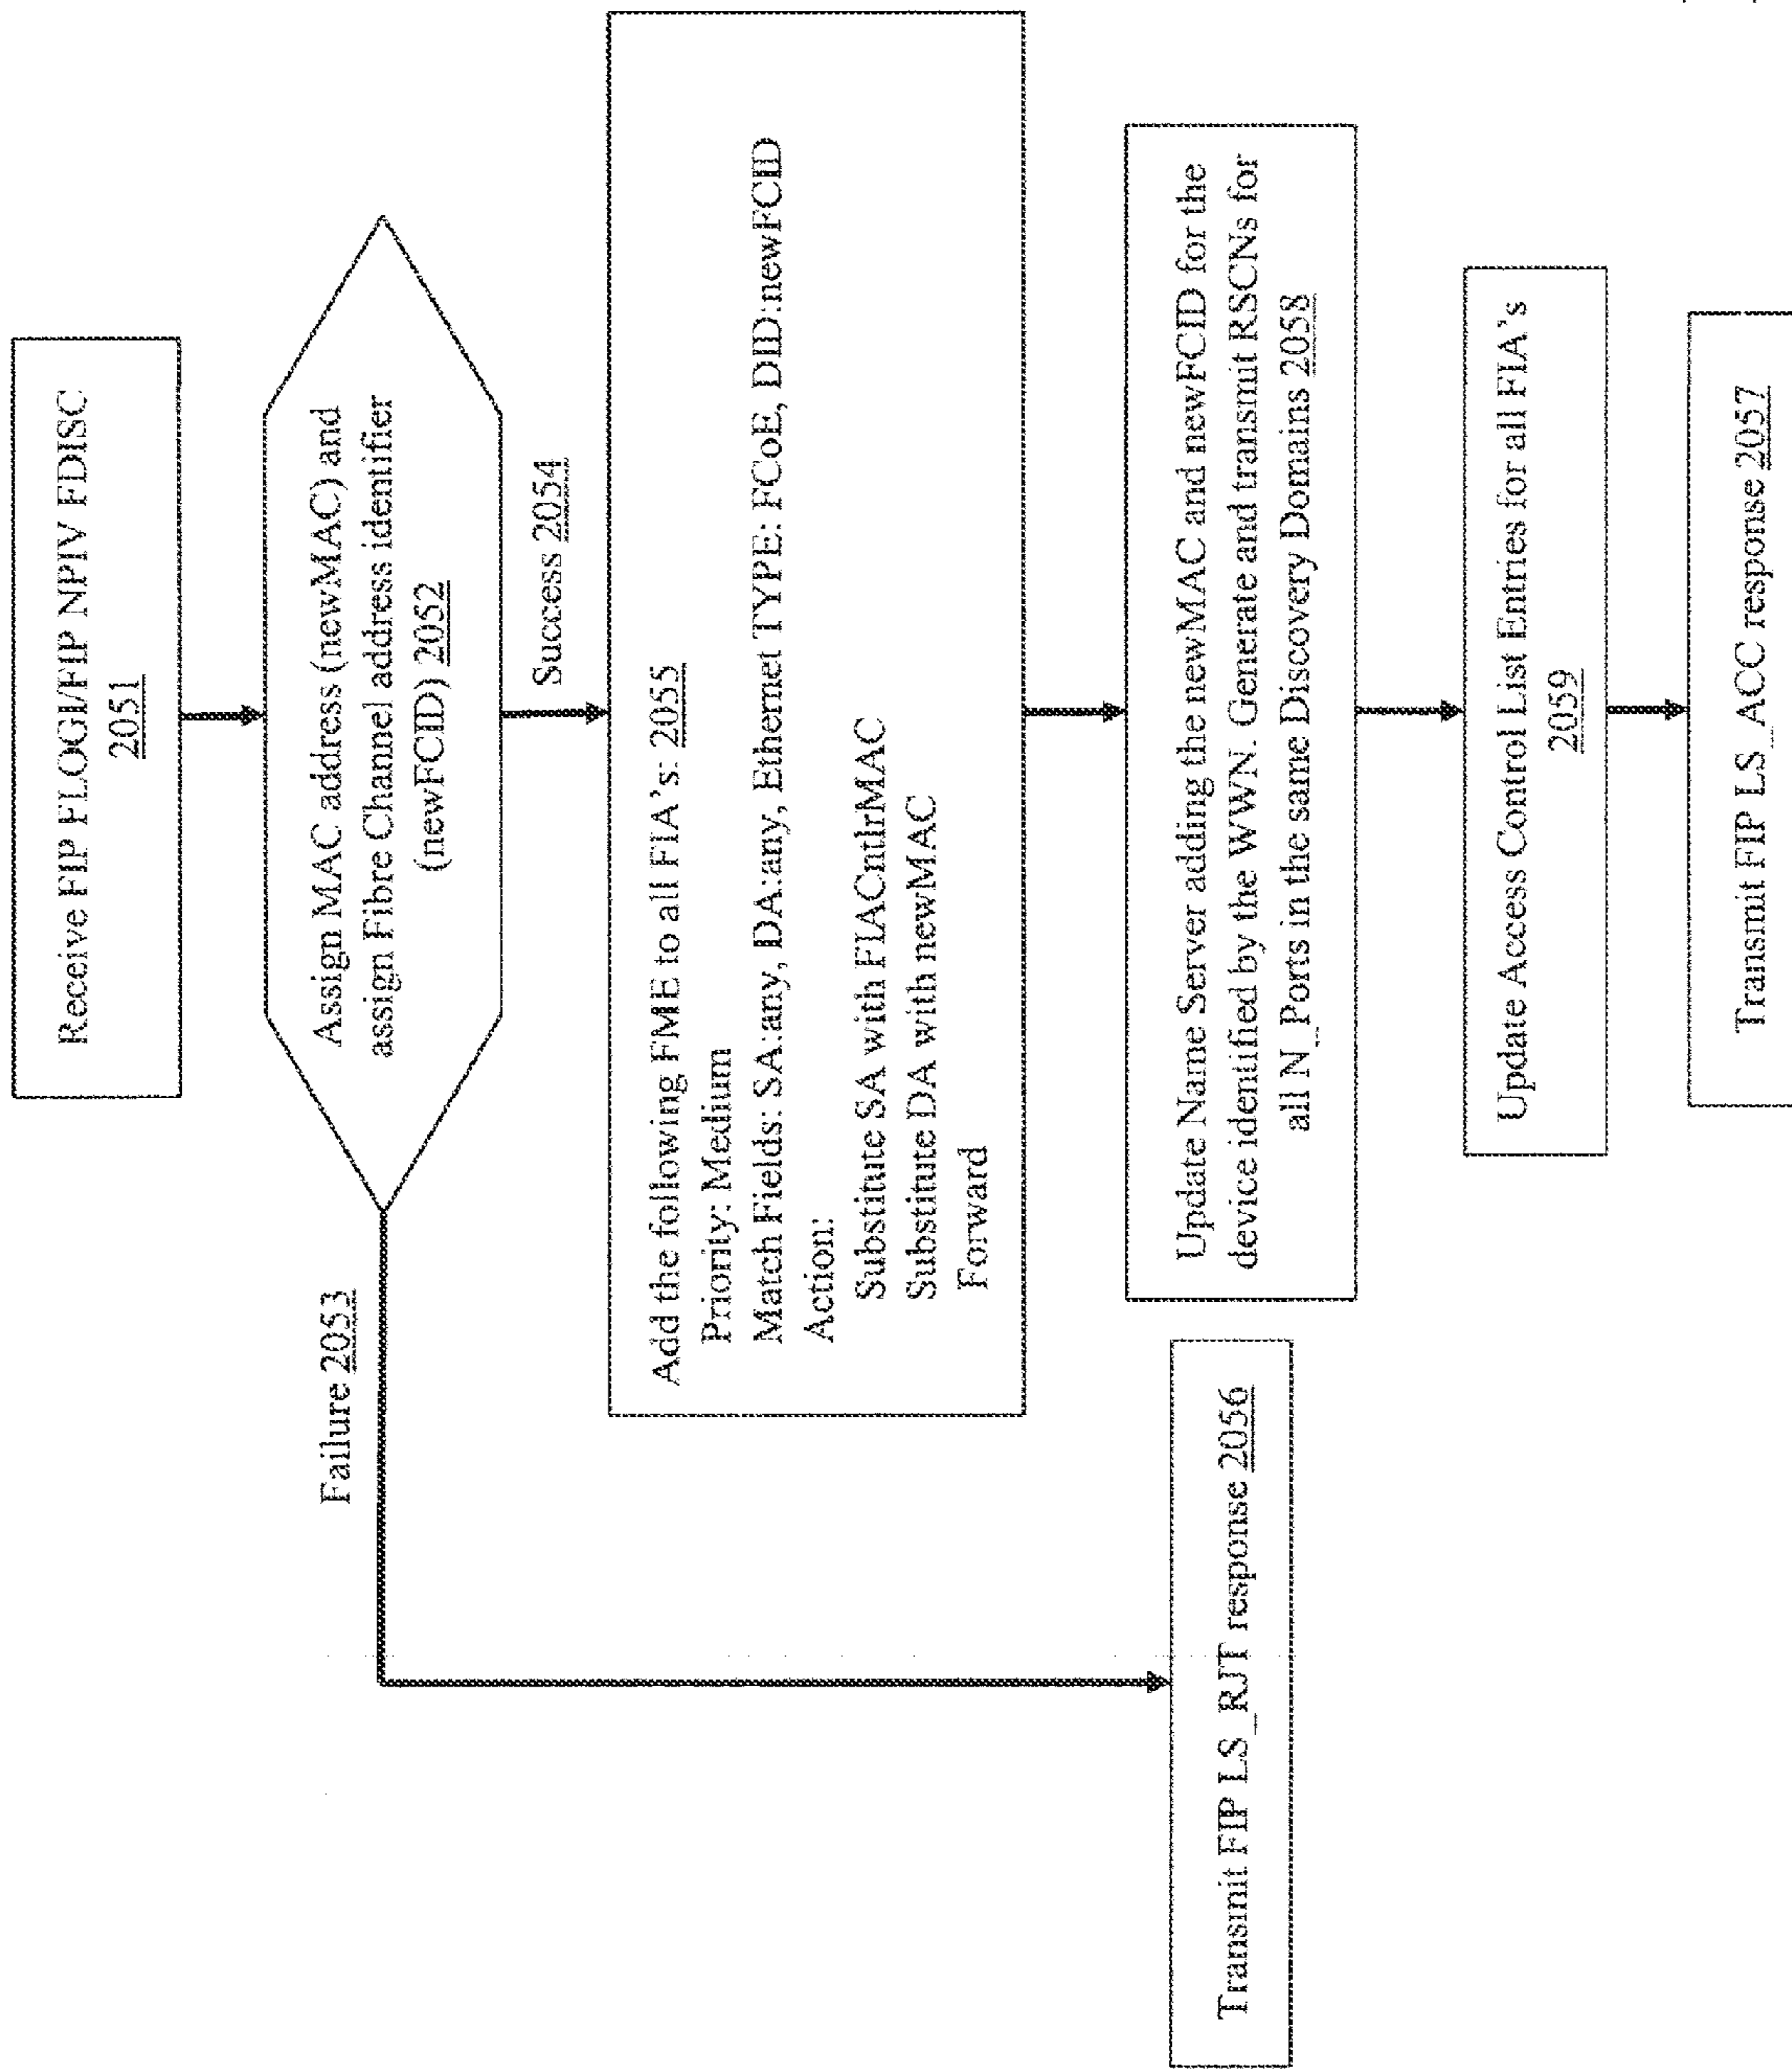 Receive FIP FLOGI/FIP NPIV FDISC
2051
Assign MAC address (newMAC) and
assign Fibre Channel address identifier
(newFCID)) 2052
Failure 2053
Success 2054
Add the following FME to all FIA's: 2055
Priority: Medium
Match Fields: SA:any, DA:any, Ethernet TYPE: FCoE, DID:newFCID
Action:
Substitute SA with FIACntlrMAC
Substitute DA with newMAC
Forward
Update Name Server adding the newMAC and newFCID for the
device identified by the WWN. Generate and transmit RSCNs for
all N_Ports in the same Discovery Domains 2058
Transmit FIP LS_RJT response 2056
Update Access Control List Entries for all FIA's
2059
Transmit FIP LS_ACC response 2057